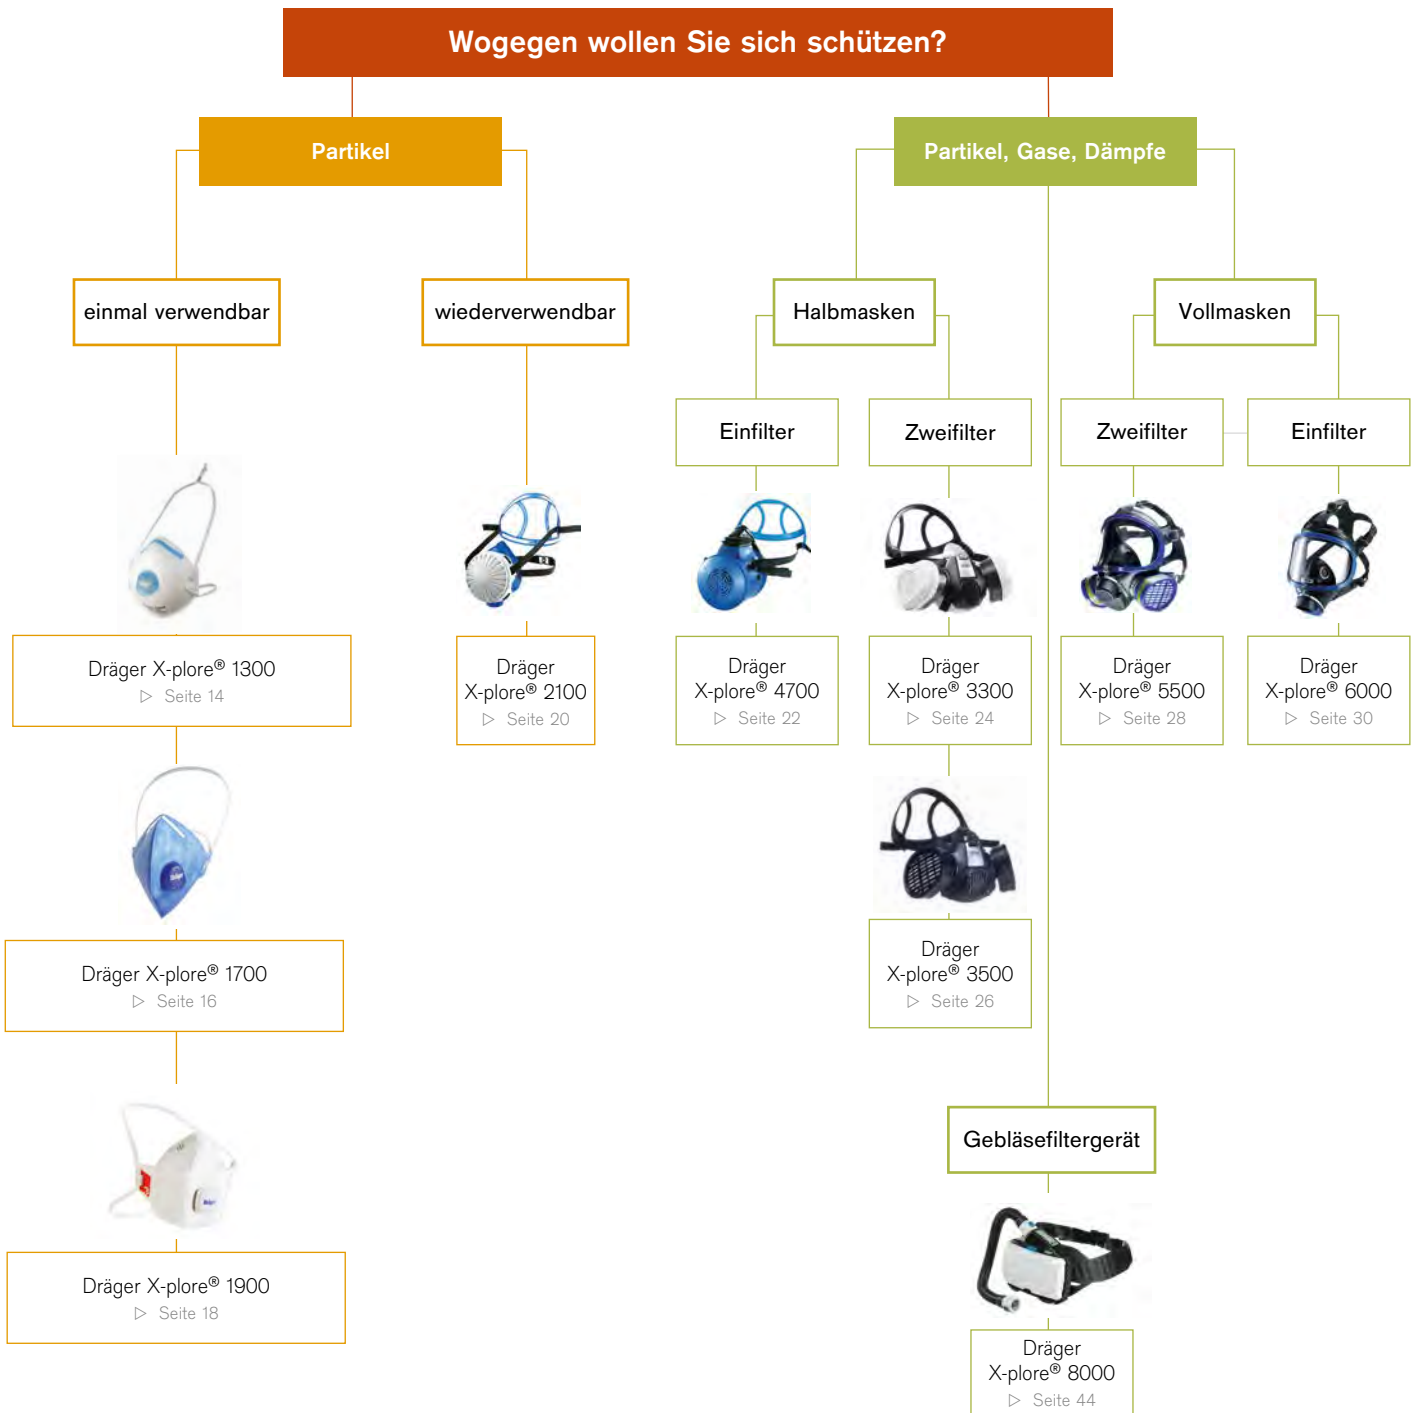 Wogegen wollen Sie sich schützen?
Partikel
Partikel, Gase, Dämpfe
einmal verwendbar
wiederverwendbar
Halbmasken
Vollmasken
Einfilter
Zweifilter
Zweifilter
Einfilter
Dräger X-plore® 1300
▷ Seite 14
Dräger
X-plore® 2100
▷ Seite 20
Dräger
X-plore® 4700
▷ Seite 22
Dräger
X-plore® 3300
▷ Seite 24
Dräger
X-plore® 5500
▷ Seite 28
Dräger
X-plore® 6000
▷ Seite 30
Dräger X-plore® 1700
▷ Seite 16
Dräger
X-plore® 3500
▷ Seite 26
Dräger X-plore® 1900
▷ Seite 18
Gebläsefiltergerät
Dräger
X-plore® 8000
▷ Seite 44